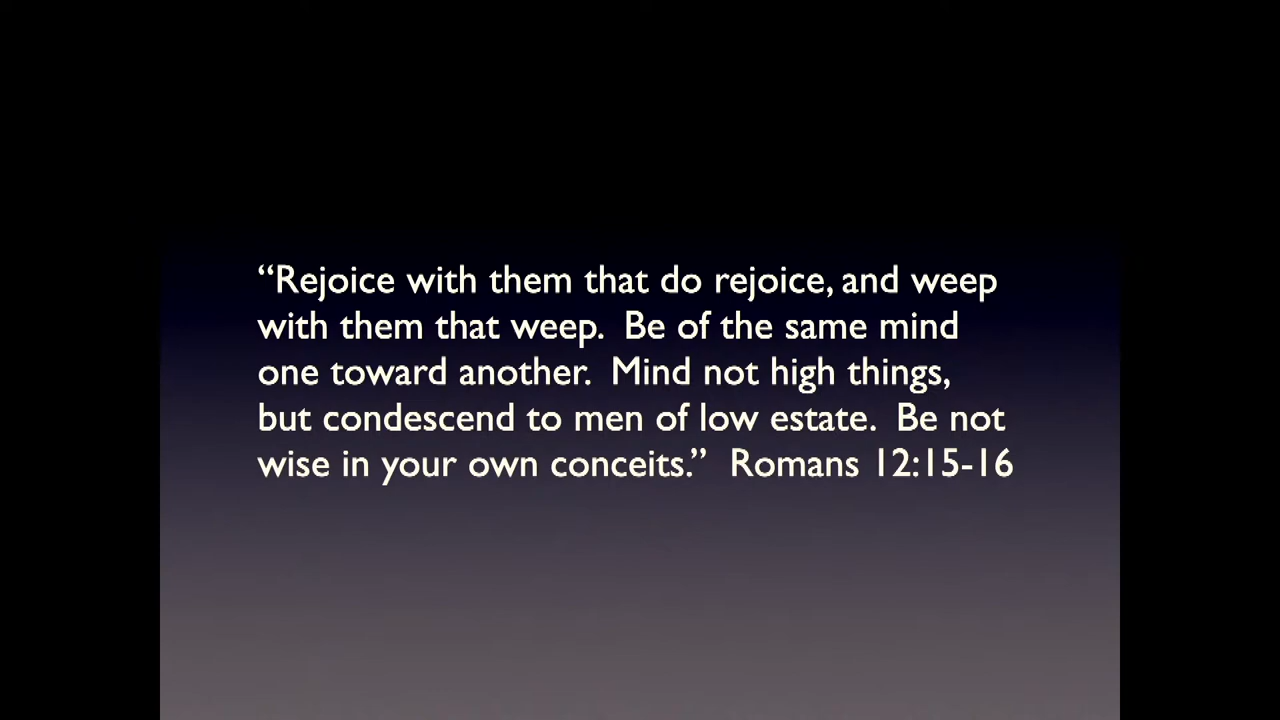 “Rejoice with them that do rejoice, and weep
with them that weep.  Be of the same mind
one toward another.  Mind not high things,
but condescend to men of low estate.  Be not
wise in your own conceits.”  Romans 12:15-16